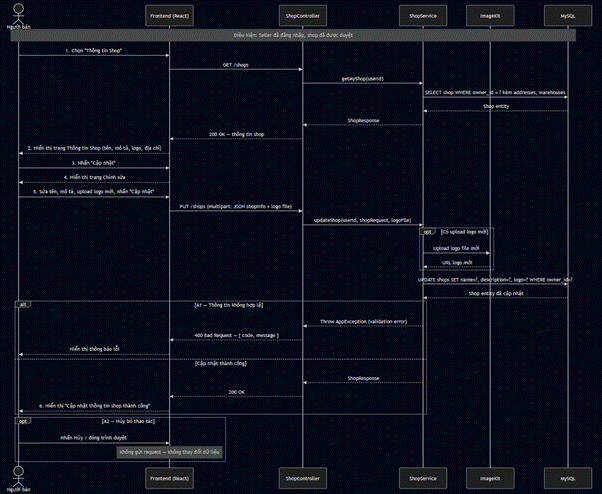 Người bán
Frontend (React)
ShopController
ShopService
ImageKit
MySQL
Điều kiện: Seller đã đăng nhập, shop đã được duyệt
1. Chọn "Thông tin Shop"
GET /shops
getMyShop(userId)
SELECT shop WHERE owner_id = ? kèm addresses, warehouses
Shop entity
ShopResponse
200 OK — thông tin shop
2. Hiển thị trang Thông tin Shop (tên, mô tả, logo, địa chỉ)
3. Nhấn "Cập nhật"
4. Hiển thị trang Chỉnh sửa
5. Sửa tên, mô tả, upload logo mới, nhấn "Cập nhật"
PUT /shops (multipart: JSON shopInfo + logo file)
updateShop(userId, shopRequest, logoFile)
opt
[Có upload logo mới]
Upload logo file mới
URL logo mới
UPDATE shops SET name=?, description=?, logo=? WHERE owner_id=?
Shop entity đã cập nhật
alt
[A1 — Thông tin không hợp lệ]
Throw AppException (validation error)
400 Bad Request — { code, message }
Hiển thị thông báo lỗi
[Cập nhật thành công]
ShopResponse
200 OK
6. Hiển thị "Cập nhật thông tin shop thành công"
opt
[A2 — Hủy bỏ thao tác]
Nhấn Hủy / đóng trình duyệt
Không gửi request — Không thay đổi dữ liệu
Người bán
Frontend (React)
ShopController
ShopService
ImageKit
MySQL